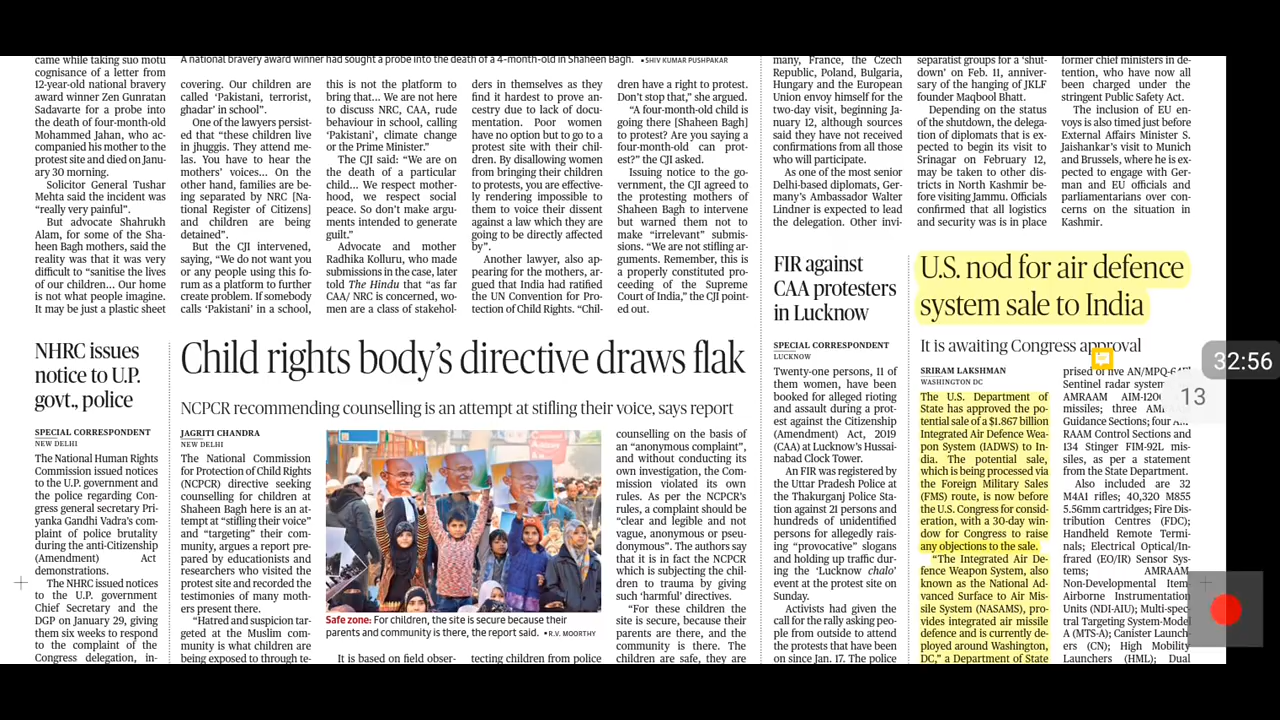 came while taking suo motu
cognisance of a letter from
12-year-old national bravery
award winner Zen Gunratan
Sadavarte for a probe into
the death of four-month-old
Mohammed Jahan, who ac-
companied his mother to the
protest site and died on Janu-
ary 30 morning.
Solicitor General Tushar
Mehta said the incident was
“really very painful”.
But advocate Shahrukh
Alam, for some of the Sha-
heen Bagh mothers, said the
reality was that it was very
difficult to “sanitise the lives
of our children... Our home
is not what people imagine.
It may be just a plastic sheet
A national bravery award winner had sought a probe into the death of a 4-month-old in Shaheen Bagh. •SHIV KUMAR PUSHPAKAR
covering. Our children are
called ‘Pakistani, terrorist,
ghadar’ in school”.
One of the lawyers persist-
ed that “these children live
in jhuggis. They attend me-
las. You have to hear the
mothers’ voices... On the
other hand, families are be-
ing separated by NRC [Na-
tional Register of Citizens]
and children are being
detained”.
But the CJI intervened,
saying, “We do not want you
or any people using this fo-
rum as a platform to further
create problem. If somebody
calls ‘Pakistani’ in a school,
this is not the platform to
bring that... We are not here
to discuss NRC, CAA, rude
behaviour in school, calling
‘Pakistani’, climate change
or the Prime Minister.”
The CJI said: “We are on
the death of a particular
child... We respect mother-
hood, we respect social
peace. So don’t make argu-
ments intended to generate
guilt.”
Advocate and mother
Radhika Kolluru, who made
submissions in the case, later
told The Hindu that “as far
CAA/ NRC is concerned, wo-
men are a class of stakehol-
ders in themselves as they
find it hardest to prove an-
cestry due to lack of docu-
mentation. Poor women
have no option but to go to a
protest site with their chil-
dren. By disallowing women
from bringing their children
to protests, you are effective-
ly rendering impossible to
them to voice their dissent
against a law which they are
going to be directly affected
by”.
Another lawyer, also ap-
pearing for the mothers, ar-
gued that India had ratified
the UN Convention for Pro-
tection of Child Rights. “Chil-
dren have a right to protest.
Don’t stop that,” she argued.
“A four-month-old child is
going there [Shaheen Bagh]
to protest? Are you saying a
four-month-old can prot-
est?” the CJI asked.
Issuing notice to the go-
vernment, the CJI agreed to
the protesting mothers of
Shaheen Bagh to intervene
but warned them not to
make “irrelevant” submis-
sions. “We are not stifling ar-
guments. Remember, this is
a properly constituted pro-
ceeding of the Supreme
Court of India,” the CJI point-
ed out.
many, France, the Czech
Republic, Poland, Bulgaria,
Hungary and the European
Union envoy himself for the
two-day visit, beginning Ja-
nuary 12, although sources
said they have not received
confirmations from all those
who will participate.
As one of the most senior
Delhi-based diplomats, Ger-
many’s Ambassador Walter
Lindner is expected to lead
the delegation. Other invi-
separatist groups for a ‘shut-
down’ on Feb. 11, anniver-
sary of the hanging of JKLF
founder Maqbool Bhatt.
Depending on the status
of the shutdown, the delega-
tion of diplomats that is ex-
pected to begin its visit to
Srinagar on February 12,
may be taken to other dis-
tricts in North Kashmir be-
fore visiting Jammu. Officials
confirmed that all logistics
and security was is in place
former chief ministers in de-
tention, who have now all
been charged under the
stringent Public Safety Act.
The inclusion of EU en-
voys is also timed just before
External Affairs Minister S.
Jaishankar’s visit to Munich
and Brussels, where he is ex-
pected to engage with Ger-
man and EU officials and
parliamentarians over con-
cerns on the situation in
Kashmir.
NHRC issues
notice to U.P.
govt., police
SPECIAL CORRESPONDENT
NEW DELHI
The National Human Rights
Commission issued notices
to the U.P. government and
the police regarding Con-
gress general secretary Pri-
yanka Gandhi Vadra’s com-
plaint of police brutality
during the anti-Citizenship
(Amendment) Act
demonstrations.
The NHRC issued notices
to the U.P. government
Chief Secretary and the
DGP on January 29, giving
them six weeks to respond
to the complaint of the
Congress delegation, in-
Child rights body’s directive draws flak
NCPCR recommending counselling is an attempt at stifling their voice, says report
JAGRITI CHANDRA
NEW DELHI
The National Commission
for Protection of Child Rights
(NCPCR) directive seeking
counselling for children at
Shaheen Bagh here is an at-
tempt at “stifling their voice”
and “targeting” their com-
munity, argues a report pre-
pared by educationists and
researchers who visited the
protest site and recorded the
testimonies of many moth-
ers present there.
“Hatred and suspicion tar-
geted at the Muslim com-
munity is what children are
being exposed to through te-
Safe zone: For children, the site is secure because their
parents and community is there, the report said. •R.V. MOORTHY
It is based on field obser-
tecting children from police
counselling on the basis of
an “anonymous complaint”,
and without conducting its
own investigation, the Com-
mission violated its own
rules. As per the NCPCR’s
rules, a complaint should be
“clear and legible and not
vague, anonymous or pseu-
donymous”. The authors say
that it is in fact the NCPCR
which is subjecting the chil-
dren to trauma by giving
such ‘harmful’ directives.
“For these children the
site is secure, because their
parents are there, and the
community is there. The
children are safe, they are
FIR against
CAA protesters
in Lucknow
SPECIAL CORRESPONDENT
LUCKNOW
Twenty-one persons, 11 of
them women, have been
booked for alleged rioting
and assault during a prot-
est against the Citizenship
(Amendment) Act, 2019
(CAA) at Lucknow’s Hussai-
nabad Clock Tower.
An FIR was registered by
the Uttar Pradesh Police at
the Thakurganj Police Sta-
tion against 21 persons and
hundreds of unidentified
persons for allegedly rais-
ing “provocative” slogans
and holding up traffic dur-
ing the ‘Lucknow chalo’
event at the protest site on
Sunday.
Activists had given the
call for the rally asking peo-
ple from outside to attend
the protests that have been
on since Jan. 17. The police
U.S. nod for air defence
system sale to India
It is awaiting Congress approval
SRIRAM LAKSHMAN
WASHINGTON DC
The U.S. Department of
State has approved the po-
tential sale of a $1.867 billion
Integrated Air Defence Wea-
pon System (IADWS) to In-
dia. The potential sale,
which is being processed via
the Foreign Military Sales
(FMS) route, is now before
the U.S. Congress for consid-
eration, with a 30-day win-
dow for Congress to raise
any objections to the sale.
“The Integrated Air De-
fence Weapon System, also
known as the National Ad-
vanced Surface to Air Mis-
sile System (NASAMS), pro-
vides integrated air missile
defence and is currently de-
ployed around Washington,
DC,” a Department of State
prised of five AN/MPQ-64Fl
Sentinel radar system
AMRAAM AIM-120
missiles; three
Guidance Sections; four
RAAM Control Sections and
134 Stinger FIM-92L mis-
siles, as per a statement
from the State Department.
Also included are 32
M4A1 rifles; 40,320 M855
5.56mm cartridges; Fire Dis-
tribution Centres (FDC);
Handheld Remote Termi-
nals; Electrical Optical/In-
frared (EO/IR) Sensor Sys-
tems; AMRAAM
Non-Developmental Item
Airborne Instrumentation
Units (NDI-AIU); Multi-spec-
tral Targeting System-Model
A (MTS-A); Canister Launch-
ers (CN); High Mobility
Launchers (HML); Dual
32:56
13